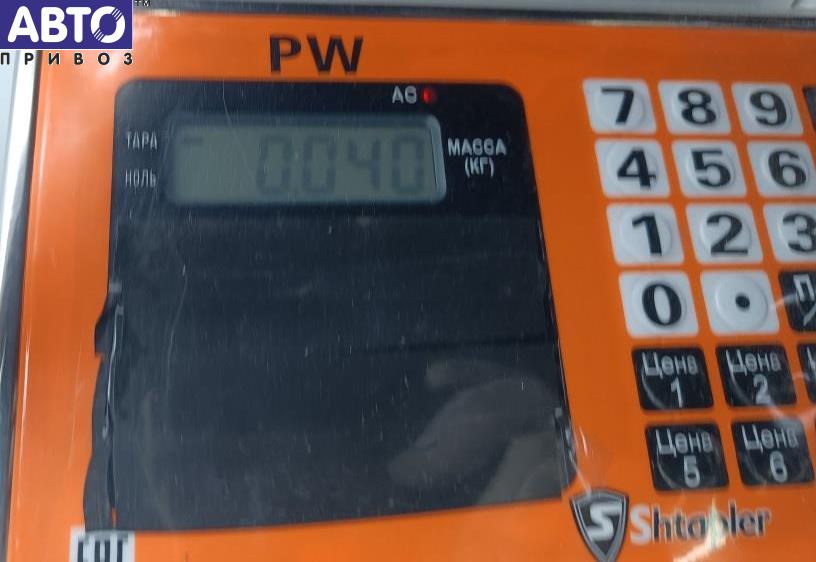 АВТО
ПРИВОЗ
PW
AC
ТАРА
НОЛЬ
0.040
МАССА
(КГ)
7 8 9
4 5 6
1 2 3
0 •
Цена 1
Цена 2
Цена 5
Цена 6
Shtapler